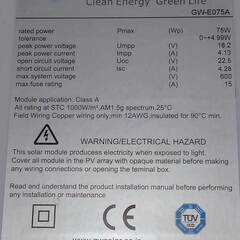 Clean Energy Green Life
GW-E075A
rated power Pmax (Wp) 75W
tolerance 0~+4.99W
peak power voltage Umpp (V) 18.2
peak power current Impp (A) 4.13
open circuit voltage Uoc (V) 22.5
short circuit current Isc (A) 4.28
max.system voltage (V) 600
max.fuse rating (A) 15
Module application: Class A
all rating at STC 1000W/m²,AM1.5g spectrum,25°C
Field Wiring Copper wiring only,min 12AWG,insulated for 90°C min.
WARNING/ELECTRICAL HAZARD
This solar module produces electricity when exposed to light.
Cover all module in the PV array with opaque material before making
any wiring connections or opening the teminal box.
Read and understand the product installation manual before performing
any installation or connecting
TÜV